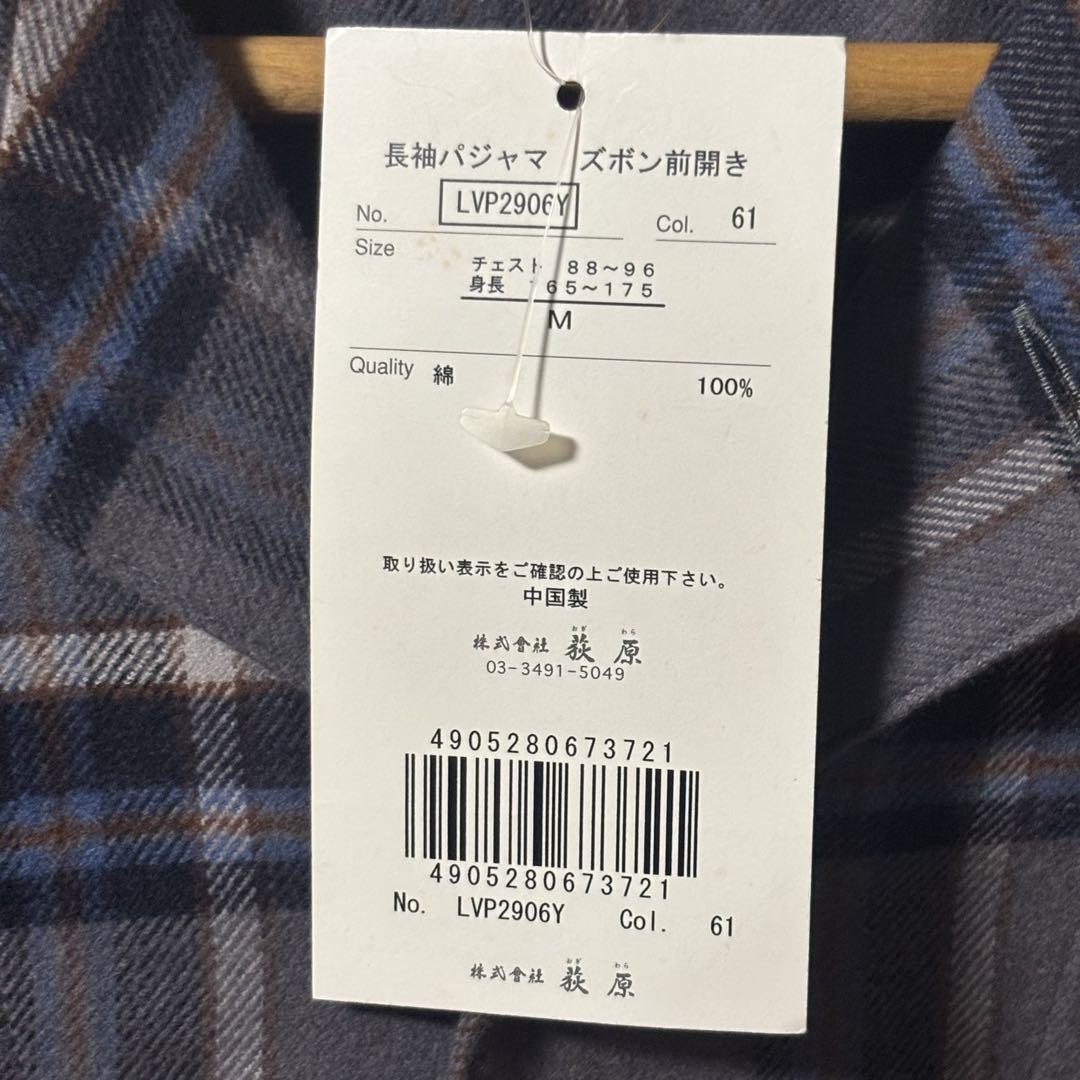 長袖パジャマ ズボン前開き
No. LVP2906Y Col. 61
Size
チェスト 88〜96
身長 165〜175
M
Quality 綿 100%
取り扱い表示をご確認の上ご使用下さい。
中国製
おぎ わら
株式會社 荻原
03-3491-5049
4905280673721
4905280673721
No. LVP2906Y Col. 61
おぎ わら
株式會社 荻原